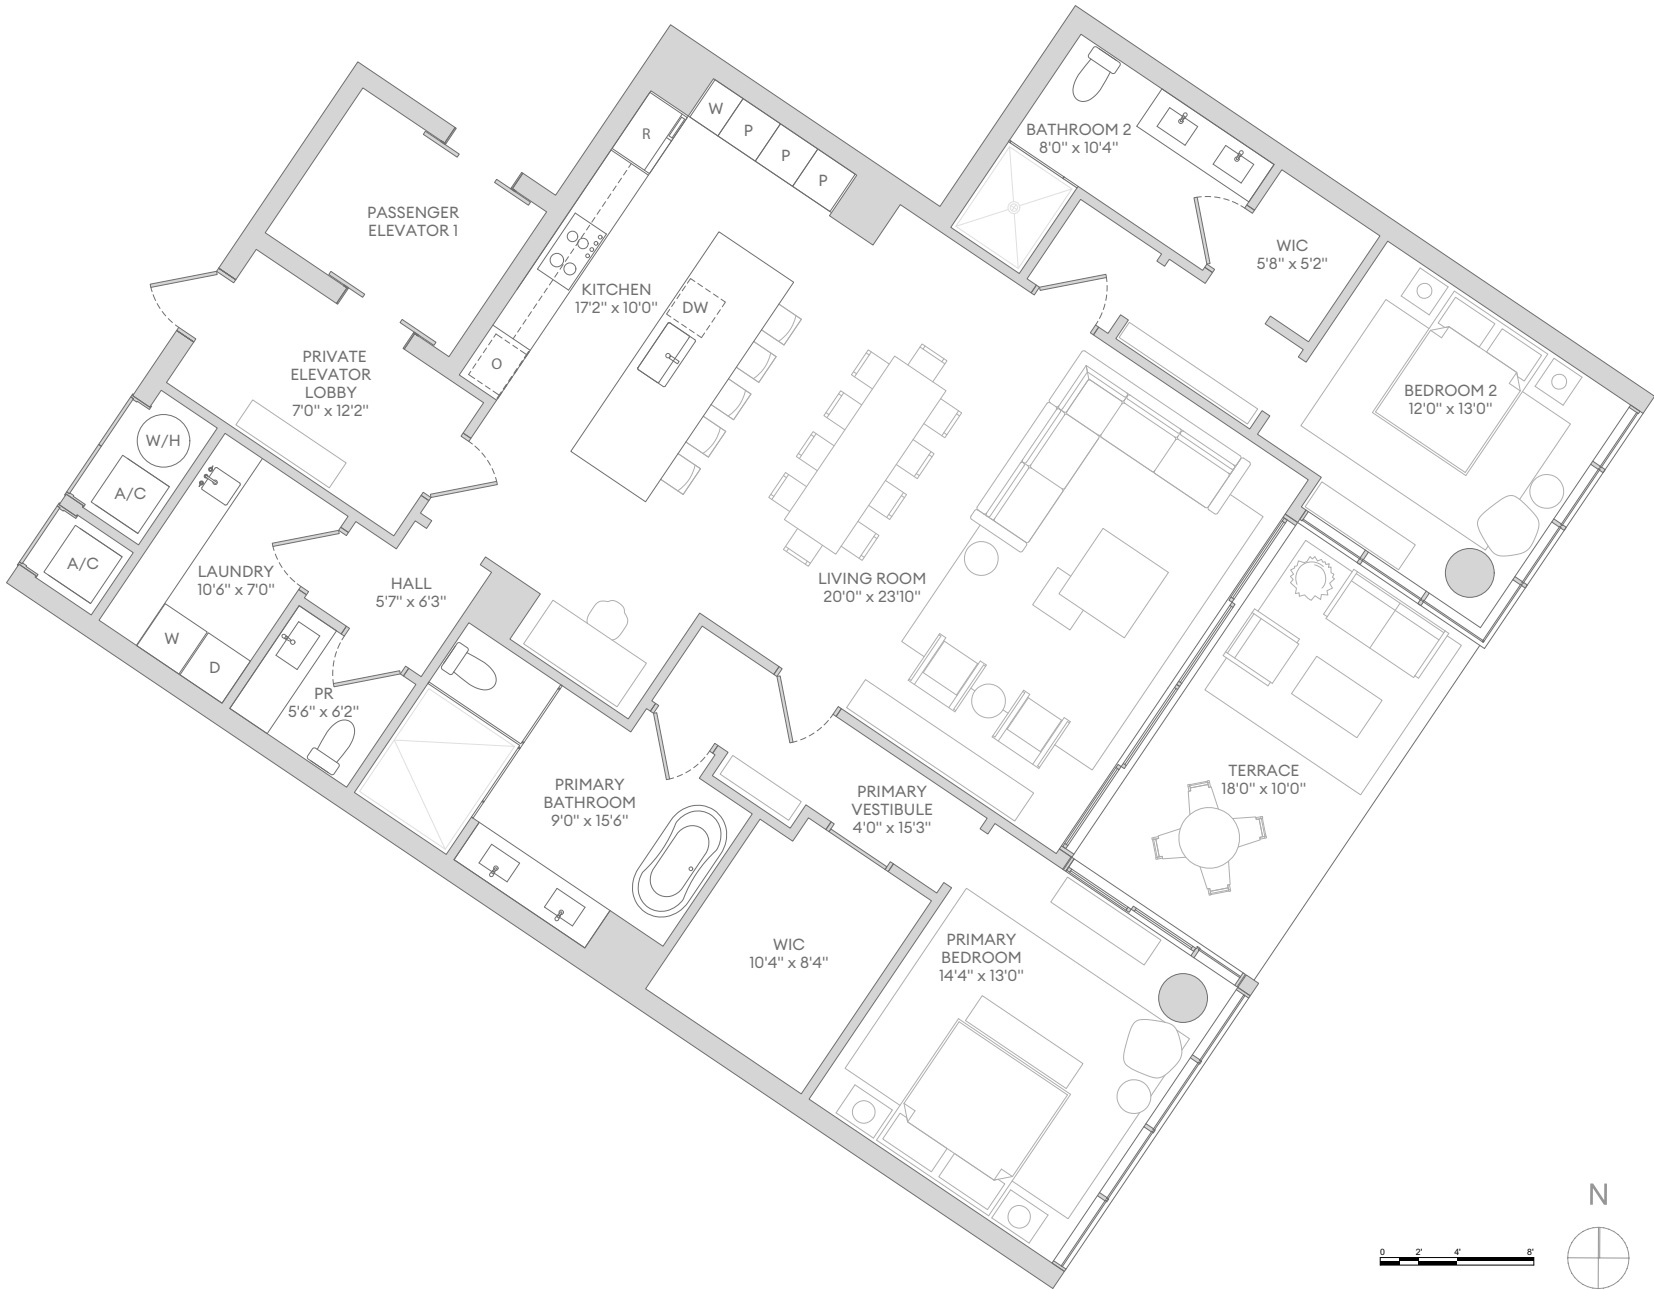 BATHROOM 2
8'0" x 10'4"
W
P
P
P
R
PASSENGER
ELEVATOR 1
WIC
5'8" x 5'2"
KITCHEN
17'2" x 10'0"
DW
O
PRIVATE
ELEVATOR
LOBBY
7'0" x 12'2"
BEDROOM 2
12'0" x 13'0"
W/H
A/C
A/C
LAUNDRY
10'6" x 7'0"
HALL
5'7" x 6'3"
LIVING ROOM
20'0" x 23'10"
W
D
PR
5'6" x 6'2"
PRIMARY
BATHROOM
9'0" x 15'6"
PRIMARY
VESTIBULE
4'0" x 15'3"
TERRACE
18'0" x 10'0"
WIC
10'4" x 8'4"
PRIMARY
BEDROOM
14'4" x 13'0"
N
0 2' 4' 8'